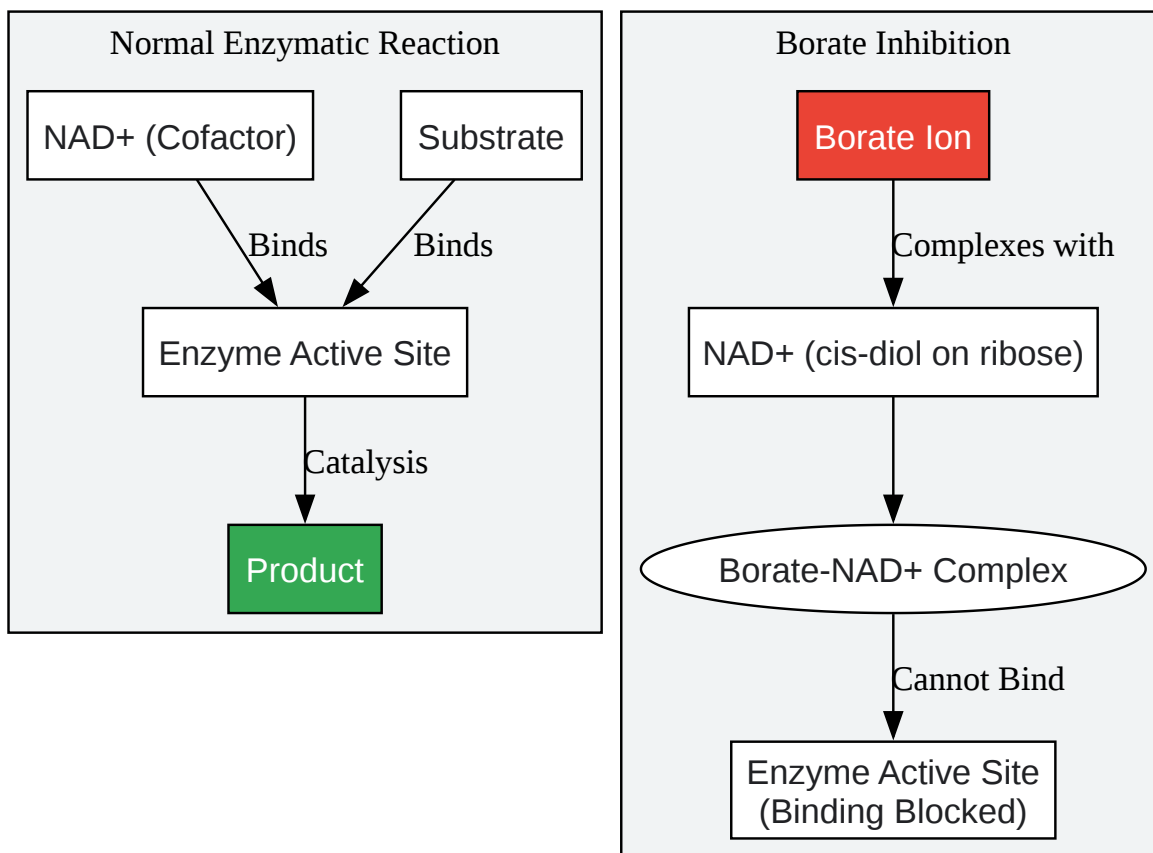 Normal Enzymatic Reaction
NAD+ (Cofactor)
Substrate
Binds
Binds
Enzyme Active Site
Catalysis
Product
Borate Inhibition
Borate Ion
Complexes with
NAD+ (cis-diol on ribose)
Borate-NAD+ Complex
Cannot Bind
Enzyme Active Site
(Binding Blocked)